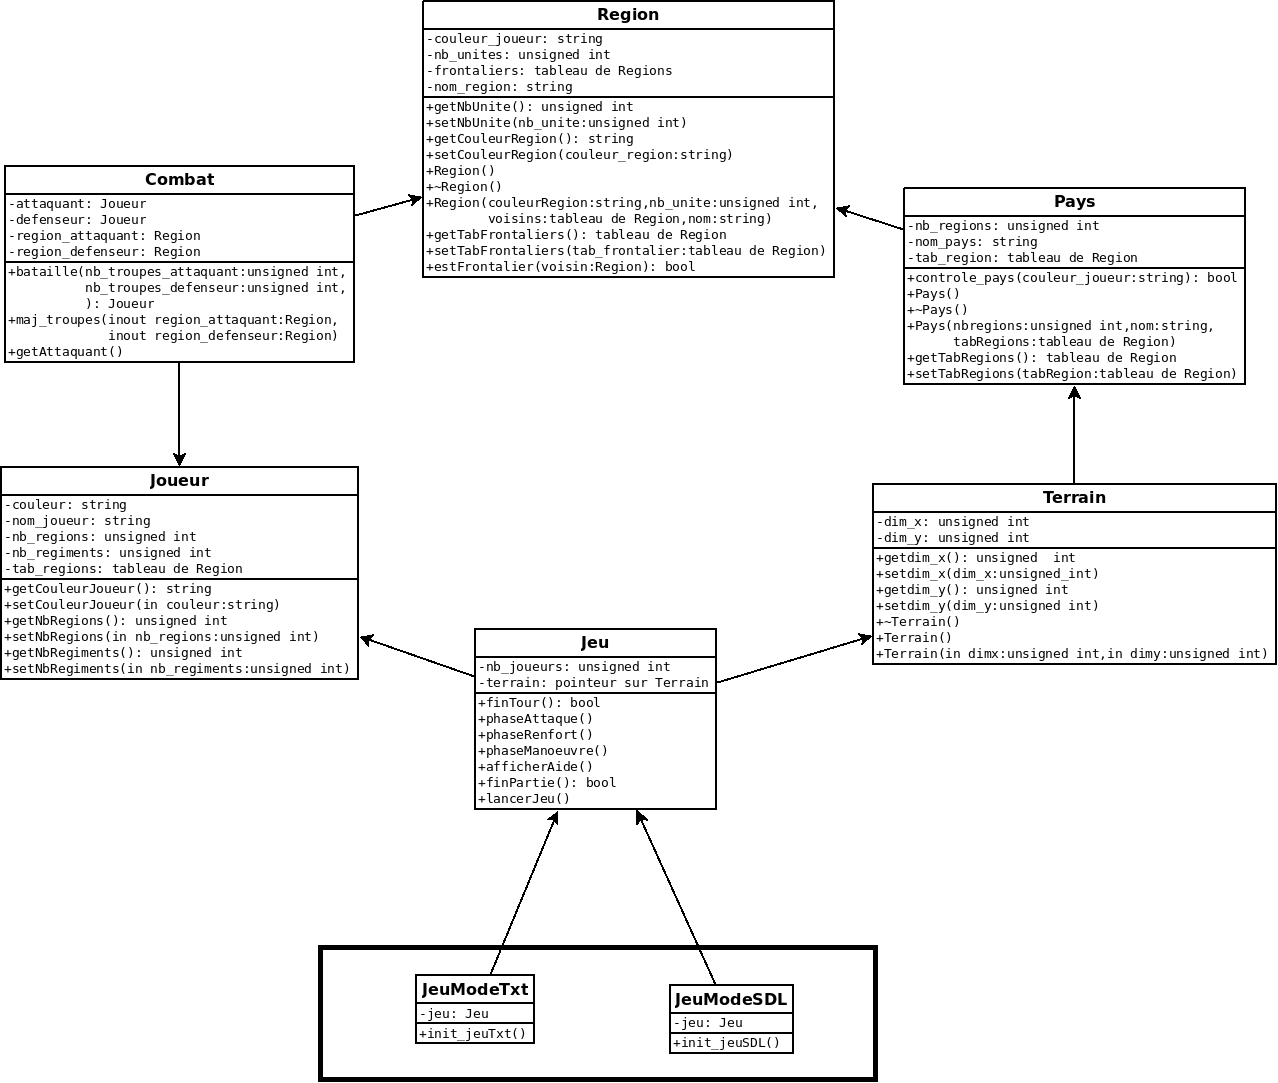 Region
-couleur_joueur: string
-nb_unites: unsigned int
-frontaliers: tableau de Regions
-nom_region: string
+getNbUnite(): unsigned int
+setNbUnite(nb_unite:unsigned int)
+getCouleurRegion(): string
+setCouleurRegion(couleur_region:string)
+Region()
+~Region()
+Region(couleurRegion:string,nb_unite:unsigned int,
voisins:tableau de Region,nom:string)
+getTabFrontaliers(): tableau de Region
+setTabFrontaliers(tab_frontalier:tableau de Region)
+estFrontalier(voisin:Region): bool
Combat
-attaquant: Joueur
-defenseur: Joueur
-region_attaquant: Region
-region_defenseur: Region
+bataille(nb_troupes_attaquant:unsigned int,
nb_troupes_defenseur:unsigned int,
): Joueur
+maj_troupes(inout region_attaquant:Region,
inout region_defenseur:Region)
+getAttaquant()
Pays
-nb_regions: unsigned int
-nom_pays: string
-tab_region: tableau de Region
+controle_pays(couleur_joueur:string): bool
+Pays()
+~Pays()
+Pays(nbregions:unsigned int,nom:string,
tabRegions:tableau de Region)
+getTabRegions(): tableau de Region
+setTabRegions(tabRegion:tableau de Region)
Joueur
-couleur: string
-nom_joueur: string
-nb_regions: unsigned int
-nb_regiments: unsigned int
-tab_regions: tableau de Region
+getCouleurJoueur(): string
+setCouleurJoueur(in couleur:string)
+getNbRegions(): unsigned int
+setNbRegions(in nb_regions:unsigned int)
+getNbRegiments(): unsigned int
+setNbRegiments(in nb_regiments:unsigned int)
Terrain
-dim_x: unsigned int
-dim_y: unsigned int
+getdim_x(): unsigned  int
+setdim_x(dim_x:unsigned_int)
+getdim_y(): unsigned int
+setdim_y(dim_y:unsigned int)
+~Terrain()
+Terrain()
+Terrain(in dimx:unsigned int,in dimy:unsigned int)
Jeu
-nb_joueurs: unsigned int
-terrain: pointeur sur Terrain
+finTour(): bool
+phaseAttaque()
+phaseRenfort()
+phaseManoeuvre()
+afficherAide()
+finPartie(): bool
+lancerJeu()
JeuModeTxt
-jeu: Jeu
+init_jeuTxt()
JeuModeSDL
-jeu: Jeu
+init_jeuSDL()